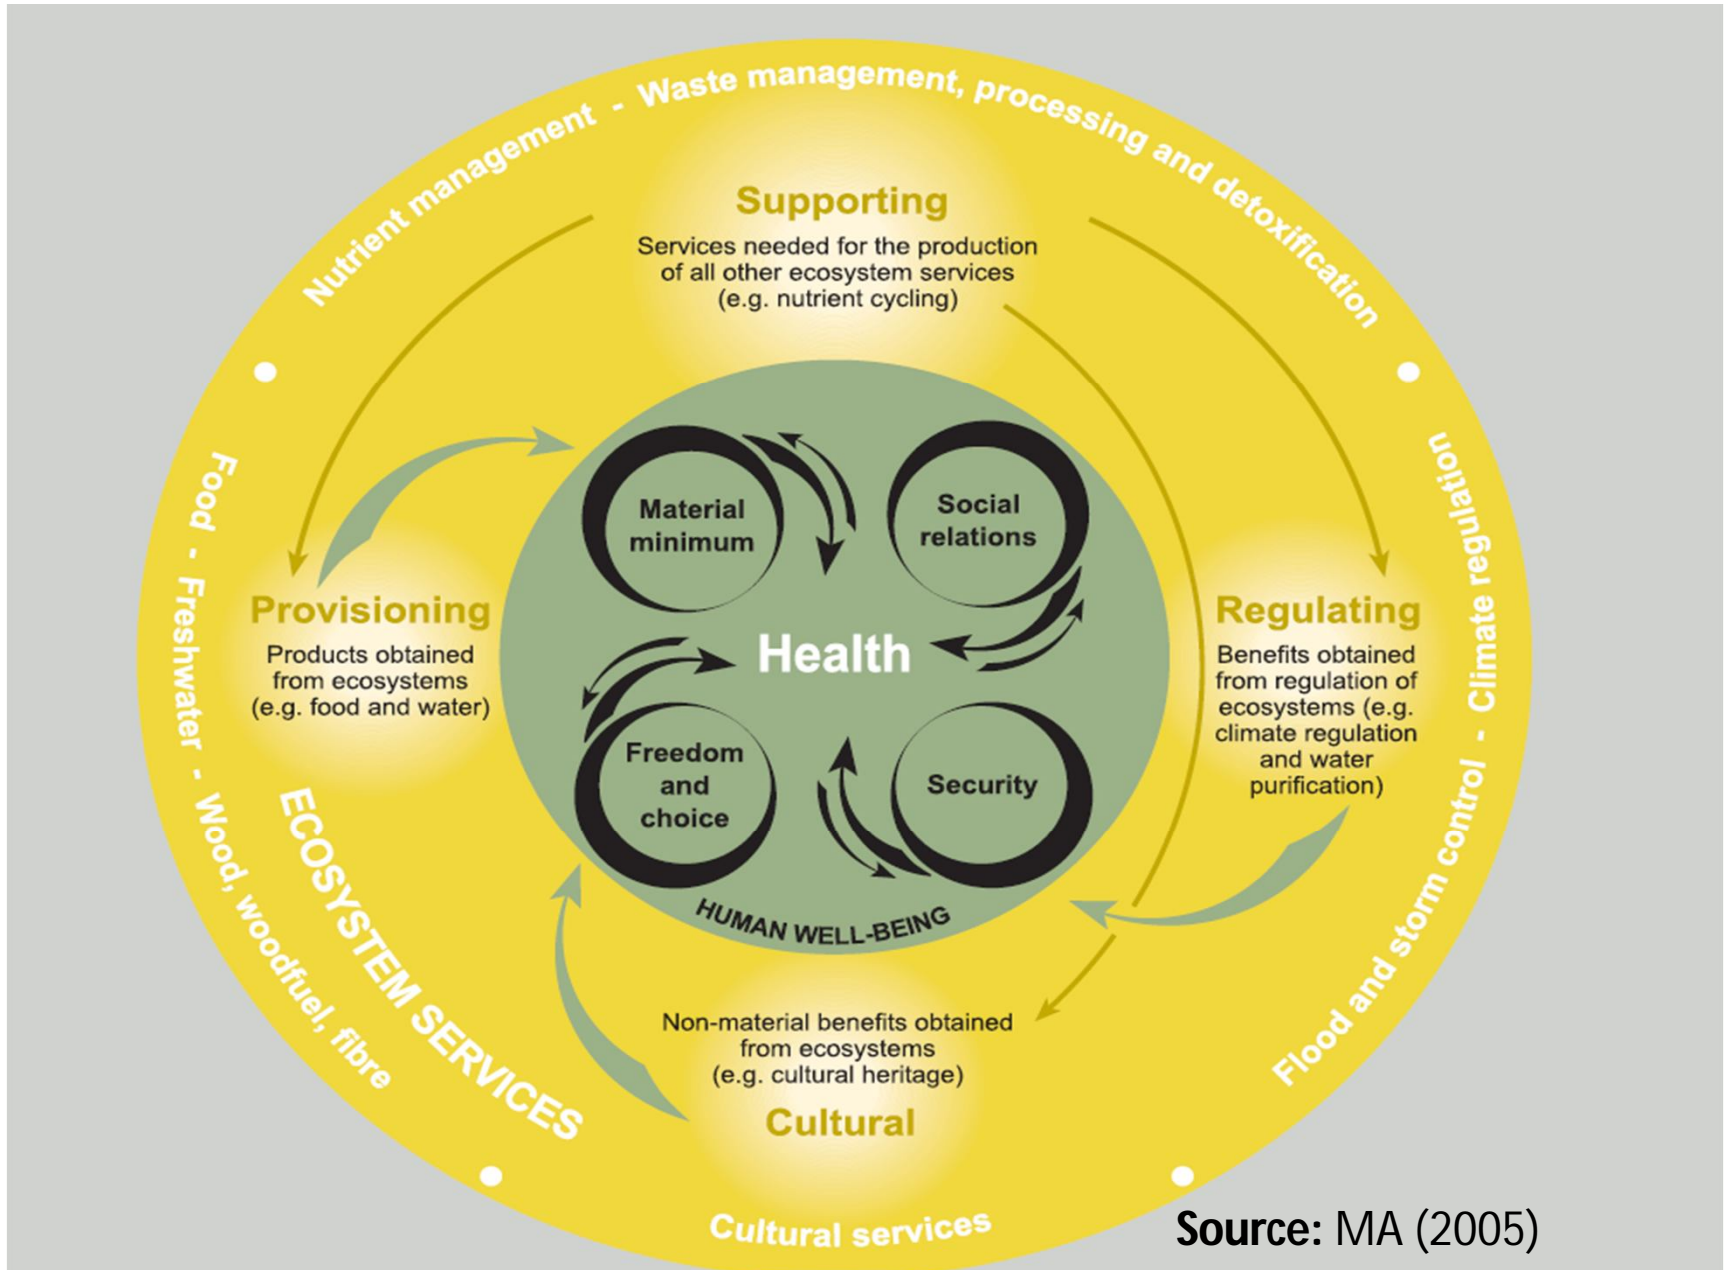 Nutrient management - Waste management, processing and detoxification
Supporting
Services needed for the production
of all other ecosystem services
(e.g. nutrient cycling)
Food - Freshwater - Wood, woodfuel, fibre
Provisioning
Products obtained
from ecosystems
(e.g. food and water)
ECOSYSTEM SERVICES
Material
minimum
Social
relations
Health
Freedom
and
choice
Security
HUMAN WELL-BEING
Regulating
Benefits obtained
from regulation of
ecosystems (e.g.
climate regulation
and water
purification)
Flood and storm control - Climate regulation
Non-material benefits obtained
from ecosystems
(e.g. cultural heritage)
Cultural
Cultural services
Source: MA (2005)